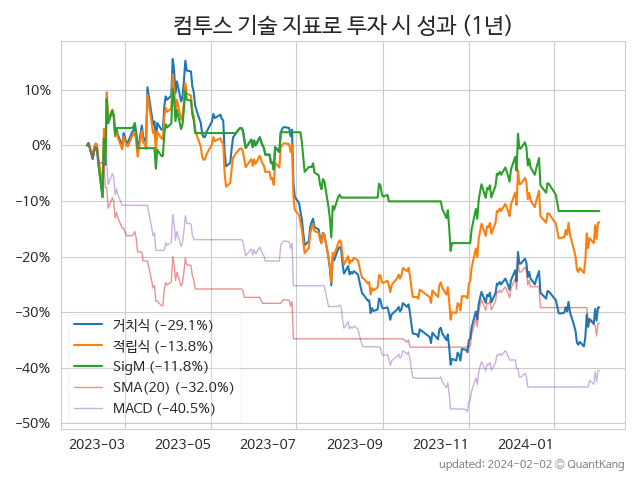 컴투스 기술 지표로 투자 시 성과 (1년)
10%
0%
−10%
−20%
−30%
−40%
−50%
거치식 (−29.1%)
적립식 (−13.8%)
SigM (−11.8%)
SMA(20) (−32.0%)
MACD (−40.5%)
2023−03 2023−05 2023−07 2023−09 2023−11 2024−01
updated: 2024−02−02 © QuantKang